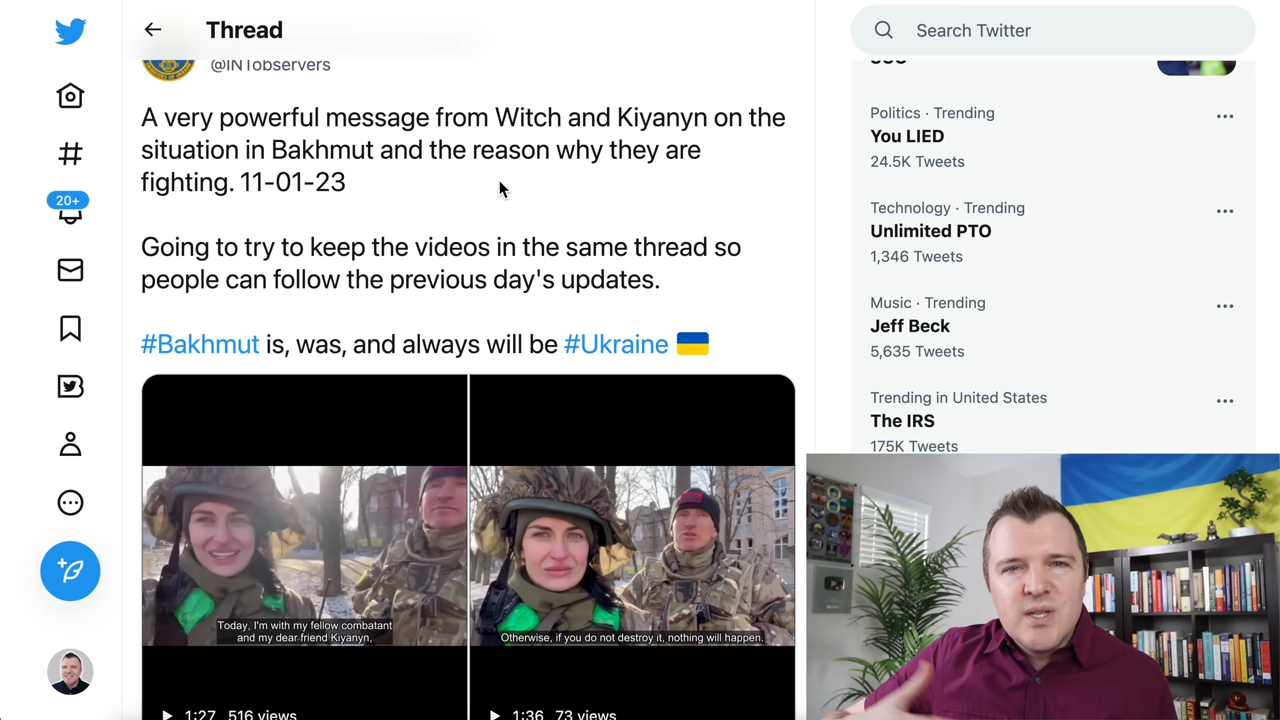 Thread
@INTobservers
A very powerful message from Witch and Kiyanyn on the
situation in Bakhmut and the reason why they are
fighting. 11-01-23
Going to try to keep the videos in the same thread so
people can follow the previous day's updates.
#Bakhmut is, was, and always will be #Ukraine
Today, I'm with my fellow combatant
and my dear friend Kiyanyn,
1:27 516 views
Otherwise, if you do not destroy it, nothing will happen.
1:36 73 views
20+
Search Twitter
Politics · Trending
You LIED
24.5K Tweets
Technology · Trending
Unlimited PTO
1,346 Tweets
Music · Trending
Jeff Beck
5,635 Tweets
Trending in United States
The IRS
175K Tweets